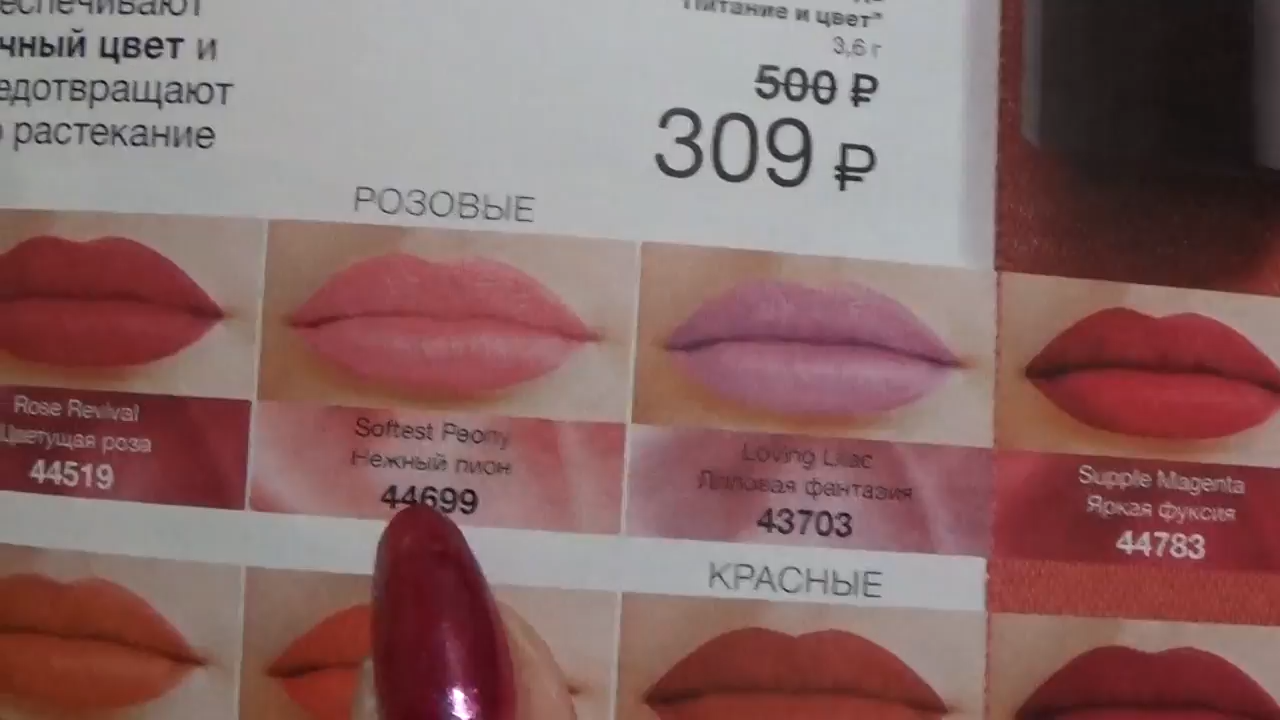 еспечивают
чный цвет и
едотвращают
о растекание
Питание и цвет"
3,6 г
500 ₽
309 ₽
РОЗОВЫЕ
Rose Revival
Цветущая роза
44519
Softest Peony
Нежный пион
44699
Loving Lilac
Лиловая фантазия
43703
Supple Magenta
Яркая фуксия
44783
КРАСНЫЕ